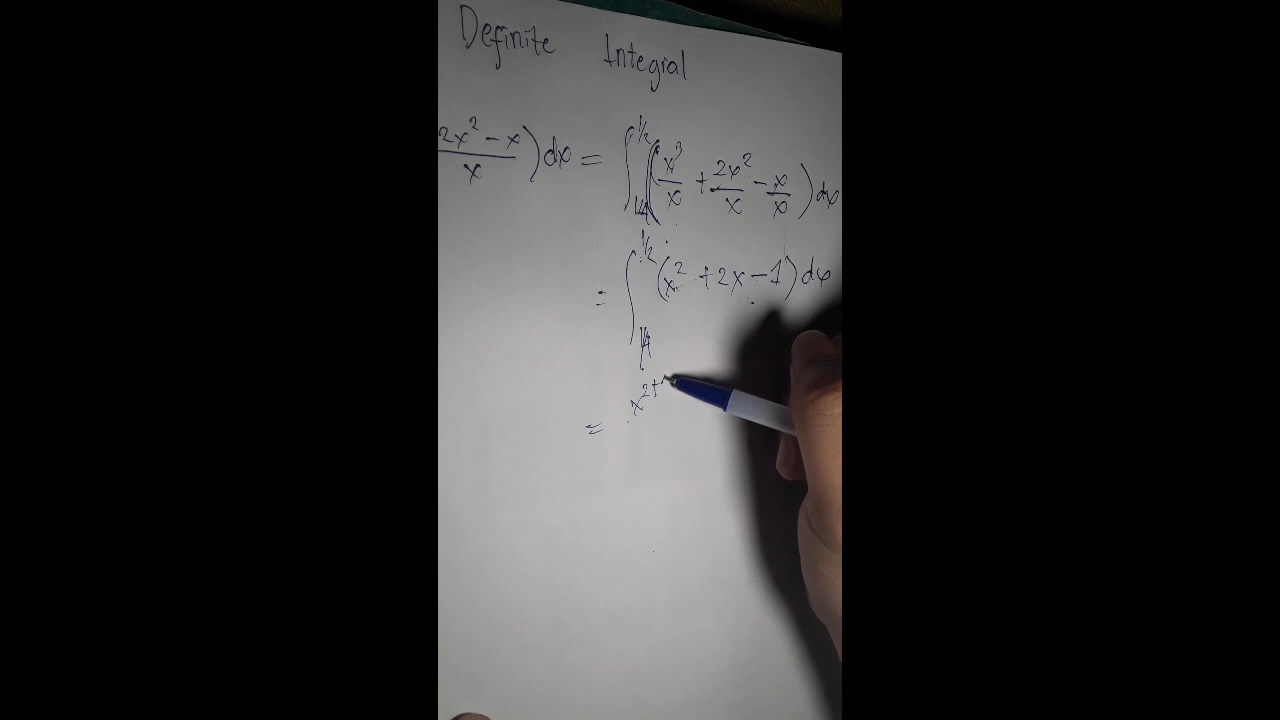 Definite Integral
2x² - x / x ) dx = ∫_{1/4}^{1/2} ( x³/x + 2x²/x - x/x ) dx
= ∫_{1/4}^{1/2} ( x² + 2x - 1 ) dx
= x²⁺